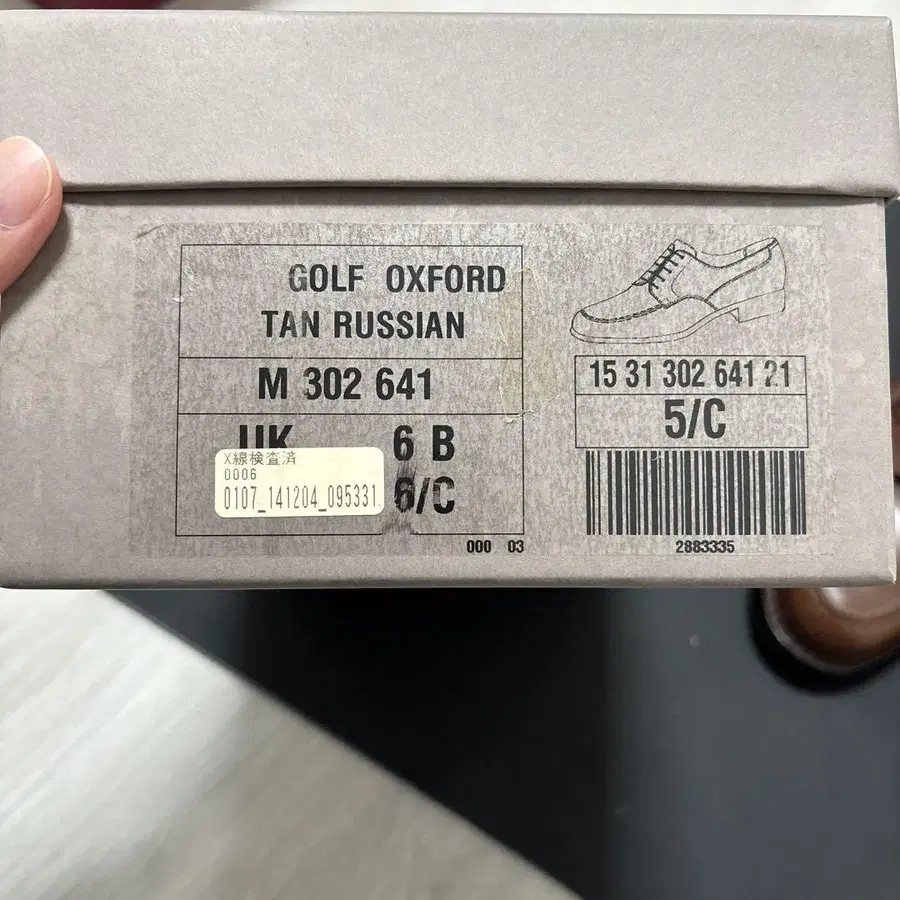 GOLF OXFORD
TAN RUSSIAN
M 302 641
UK 6 B
6/C
X線検査済
0006
0107_141204_095331
000 03
15 31 302 641 21
5/C
2883335